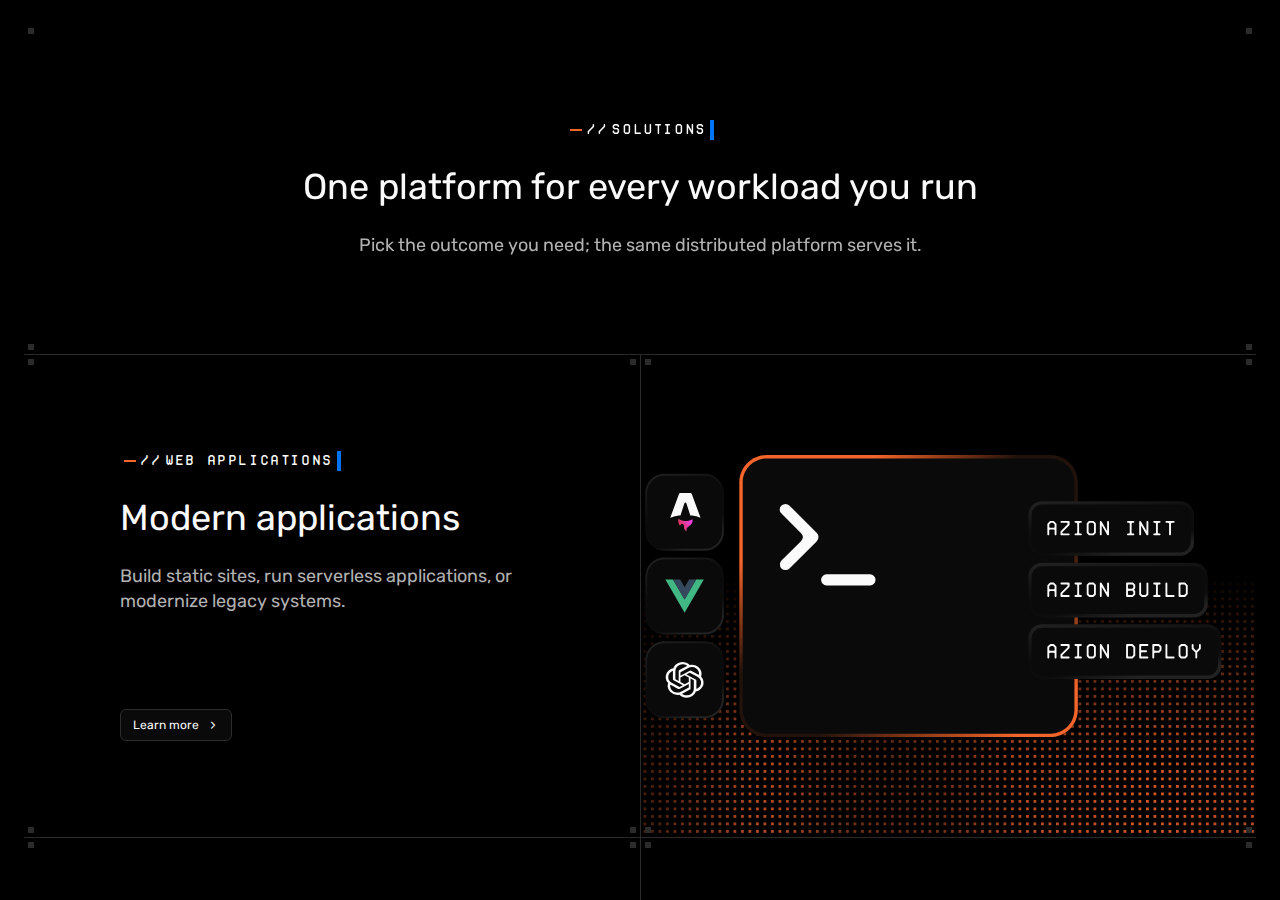 // SOLUTIONS
One platform for every workload you run
Pick the outcome you need; the same distributed platform serves it.
// WEB APPLICATIONS
Modern applications
Build static sites, run serverless applications, or
modernize legacy systems.
Learn more
>_
AZION INIT
AZION BUILD
AZION DEPLOY